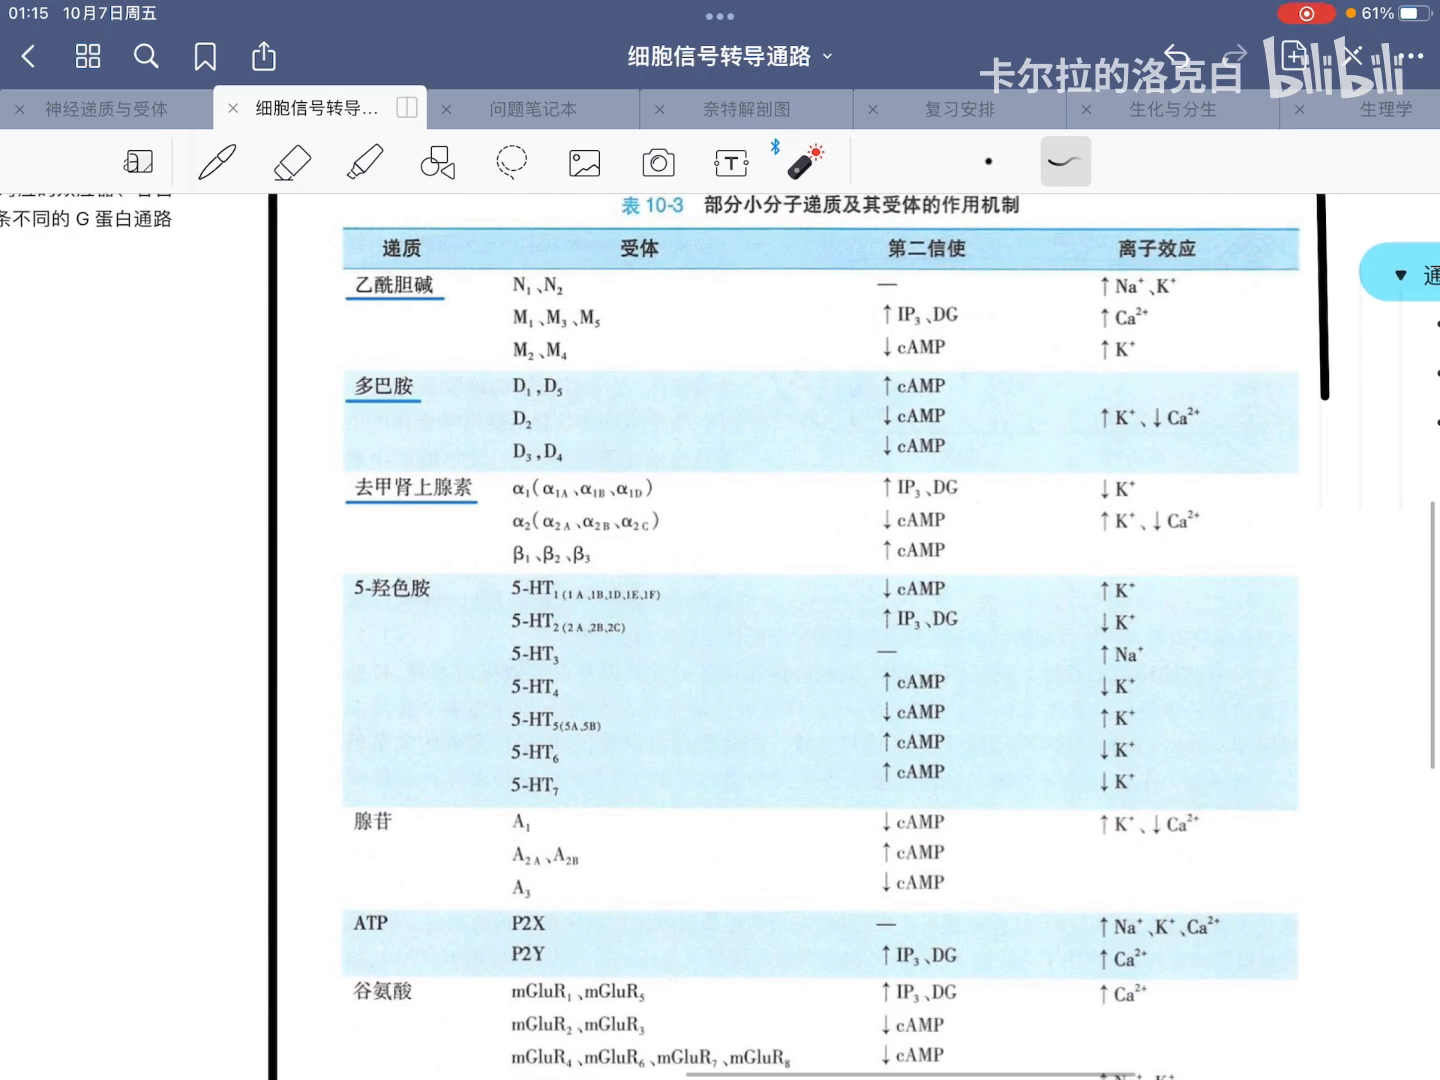 01:15 10月7日周五
61%
细胞信号转导通路
卡尔拉的洛克白 bilibili
神经递质与受体
细胞信号转导...
问题笔记本
奈特解剖图
复习安排
生化与分生
生理学
条不同的 G 蛋白通路
通
表 10-3 部分小分子递质及其受体的作用机制
递质 受体 第二信使 离子效应
乙酰胆碱 N₁、N₂ — ↑Na⁺、K⁺
M₁、M₃、M₅ ↑IP₃、DG ↑Ca²⁺
M₂、M₄ ↓cAMP ↑K⁺
多巴胺 D₁,D₅ ↑cAMP
D₂ ↓cAMP ↑K⁺、↓Ca²⁺
D₃,D₄ ↓cAMP
去甲肾上腺素 α₁(α₁A、α₁B、α₁D) ↑IP₃、DG ↓K⁺
α₂(α₂A、α₂B、α₂C) ↓cAMP ↑K⁺、↓Ca²⁺
β₁、β₂、β₃ ↑cAMP
5-羟色胺 5-HT₁(1A,1B,1D,1E,1F) ↓cAMP ↑K⁺
5-HT₂(2A,2B,2C) ↑IP₃、DG ↓K⁺
5-HT₃ — ↑Na⁺
5-HT₄ ↑cAMP ↓K⁺
5-HT₅(5A,5B) ↓cAMP ↑K⁺
5-HT₆ ↑cAMP ↓K⁺
5-HT₇ ↑cAMP ↓K⁺
腺苷 A₁ ↓cAMP ↑K⁺、↓Ca²⁺
A₂A、A₂B ↑cAMP
A₃ ↓cAMP
ATP P2X — ↑Na⁺、K⁺、Ca²⁺
P2Y ↑IP₃、DG ↑Ca²⁺
谷氨酸 mGluR₁、mGluR₅ ↑IP₃、DG ↑Ca²⁺
mGluR₂、mGluR₃ ↓cAMP
mGluR₄、mGluR₆、mGluR₇、mGluR₈ ↓cAMP